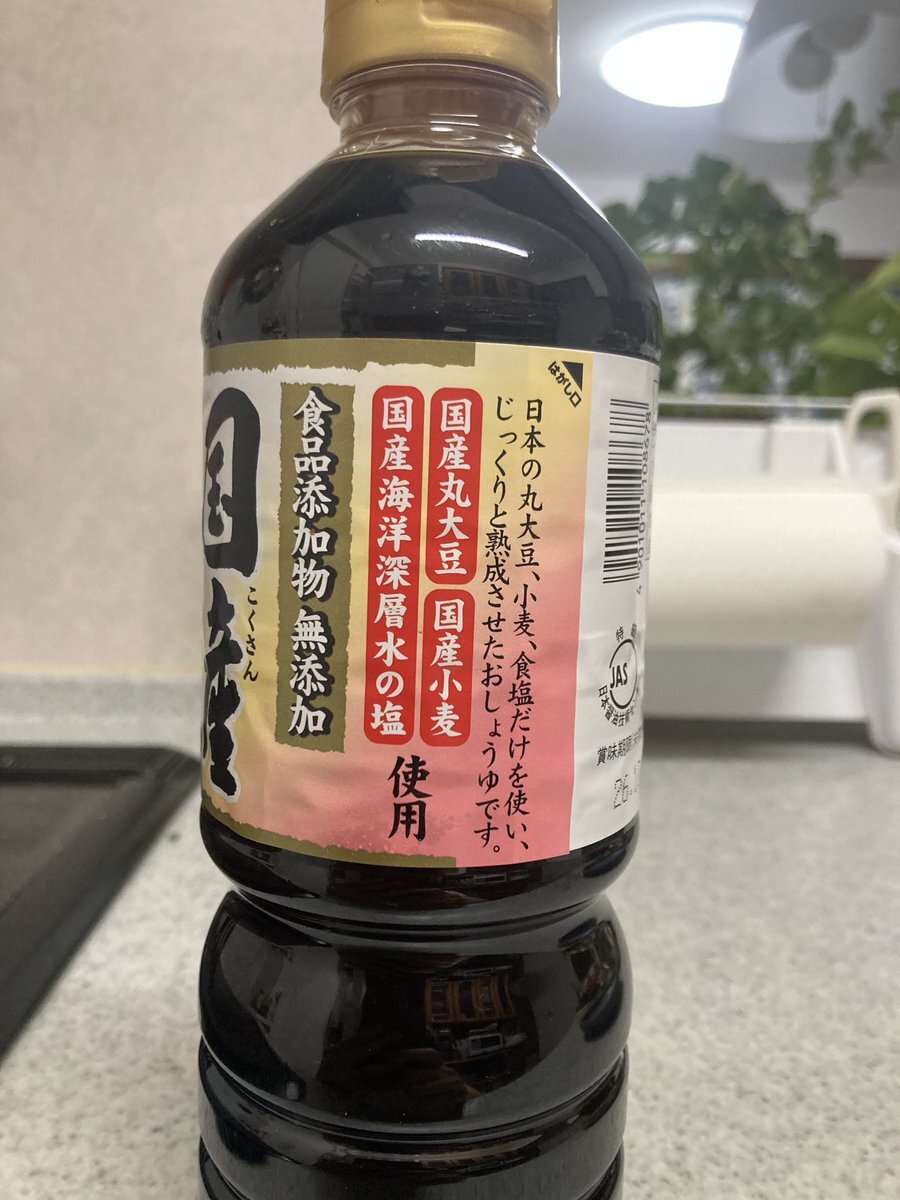 はがし口
日本の丸大豆、小麦、食塩だけを使い、
じっくりと熟成させたおしょうゆです。
国産丸大豆
国産小麦
国産海洋深層水の塩
使用
食品添加物無添加
国産
こくさん
JAS
賞味期限
26.